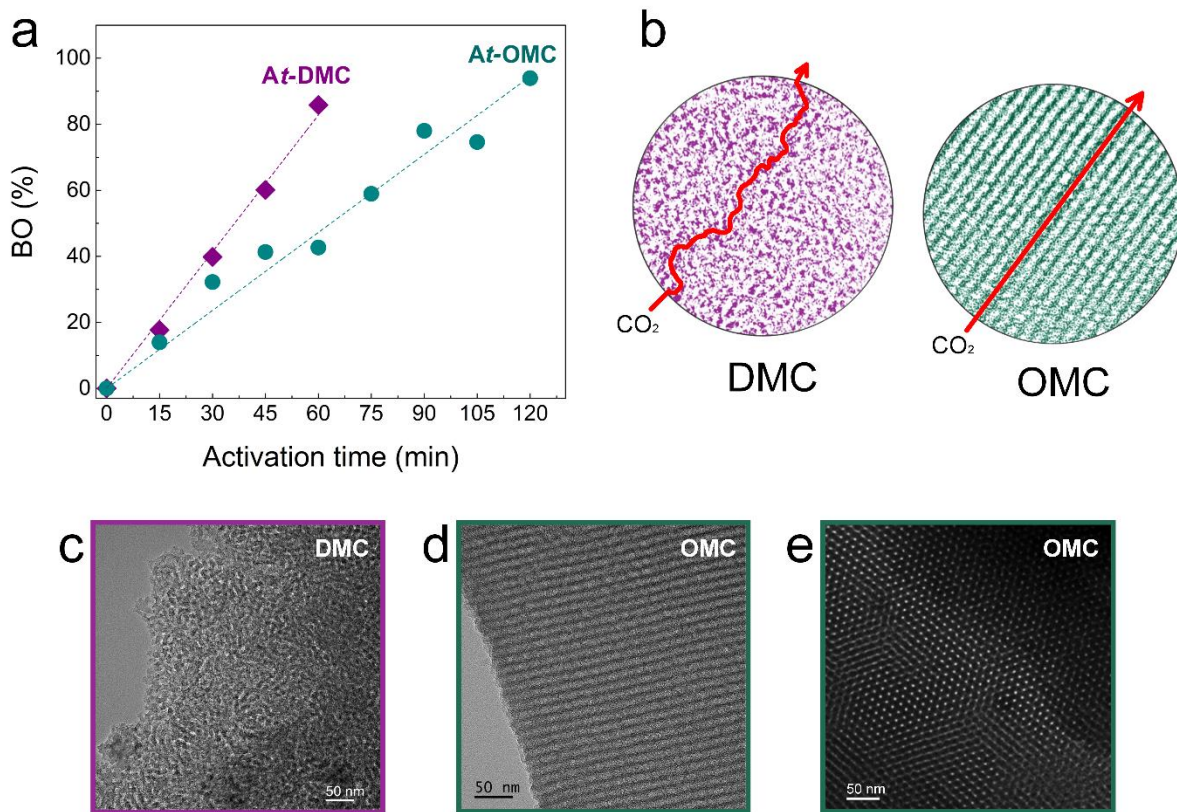 a
BO (%)
100
80
60
40
20
0
0 15 30 45 60 75 90 105 120
Activation time (min)
At-DMC
At-OMC
b
CO₂
DMC
CO₂
OMC
c
DMC
50 nm
d
OMC
50 nm
e
OMC
50 nm